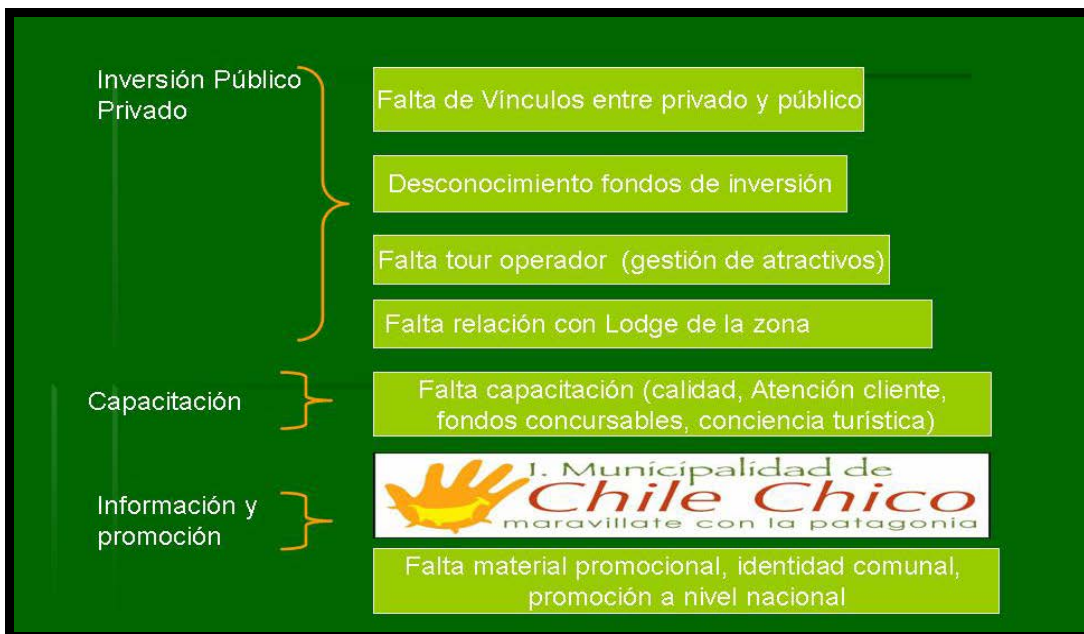 Inversión Público
Privado
Falta de Vínculos entre privado y público
Desconocimiento fondos de inversión
Falta tour operador (gestión de atractivos)
Falta relación con Lodge de la zona
Capacitación
Falta capacitación (calidad, Atención cliente,
fondos concursables, conciencia turística)
Información y
promoción
I. Municipalidad de
Chile Chico
maravillate con la patagonia
Falta material promocional, identidad comunal,
promoción a nivel nacional